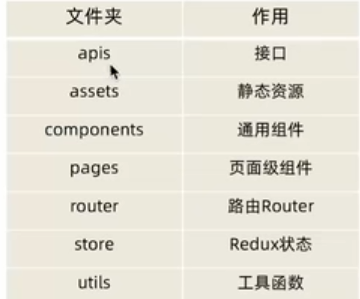 文件夹 作用
apis 接口
assets 静态资源
components 通用组件
pages 页面级组件
router 路由Router
store Redux状态
utils 工具函数